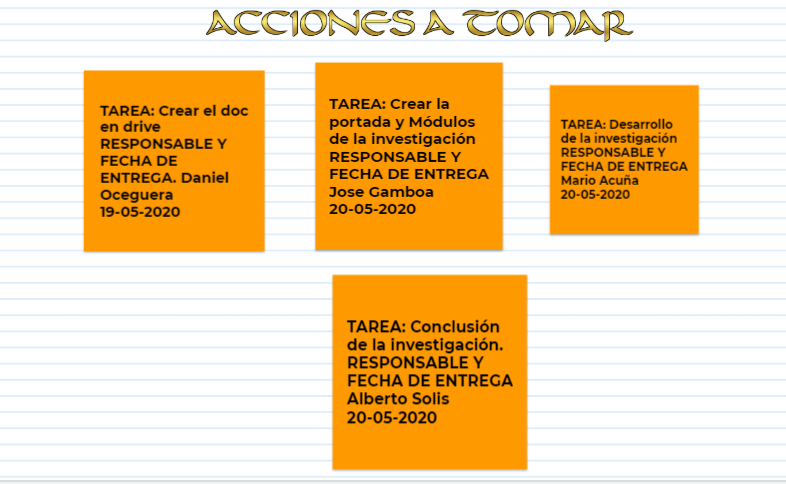 ACCIONES A TOMAR
TAREA: Crear el doc
en drive
RESPONSABLE Y
FECHA DE
ENTREGA. Daniel
Oceguera
19-05-2020
TAREA: Crear la
portada y Módulos
de la investigación
RESPONSABLE Y
FECHA DE ENTREGA
Jose Gamboa
20-05-2020
TAREA: Desarrollo
de la investigación
RESPONSABLE Y
FECHA DE ENTREGA
Mario Acuña
20-05-2020
TAREA: Conclusión
de la investigación.
RESPONSABLE Y
FECHA DE ENTREGA
Alberto Solis
20-05-2020